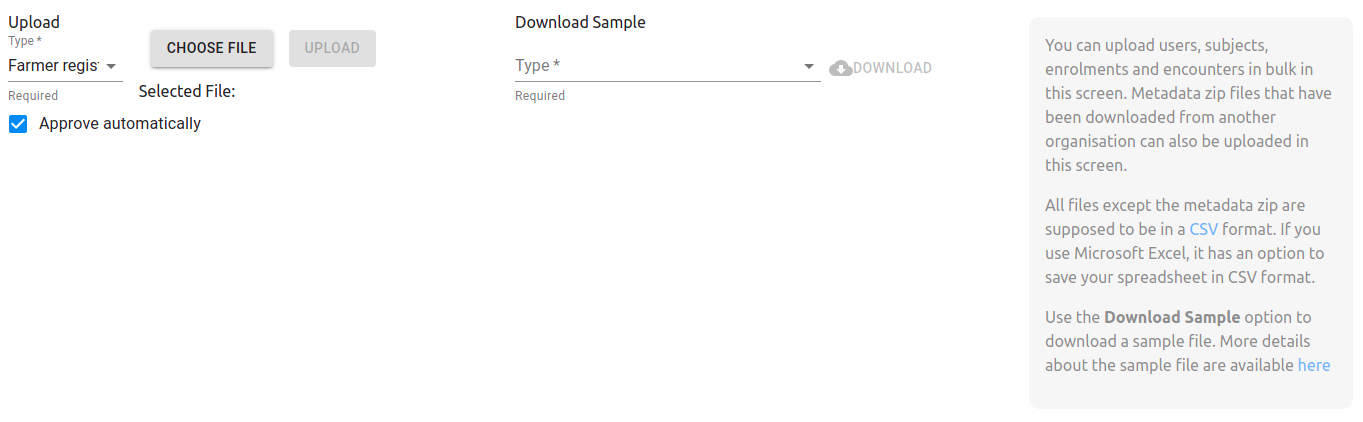 Upload
Type *
Farmer regis
Required
CHOOSE FILE
UPLOAD
Selected File:
Approve automatically
Download Sample
Type *
Required
DOWNLOAD
You can upload users, subjects,
enrolments and encounters in bulk in
this screen. Metadata zip files that have
been downloaded from another
organisation can also be uploaded in
this screen.
All files except the metadata zip are
supposed to be in a CSV format. If you
use Microsoft Excel, it has an option to
save your spreadsheet in CSV format.
Use the Download Sample option to
download a sample file. More details
about the sample file are available here